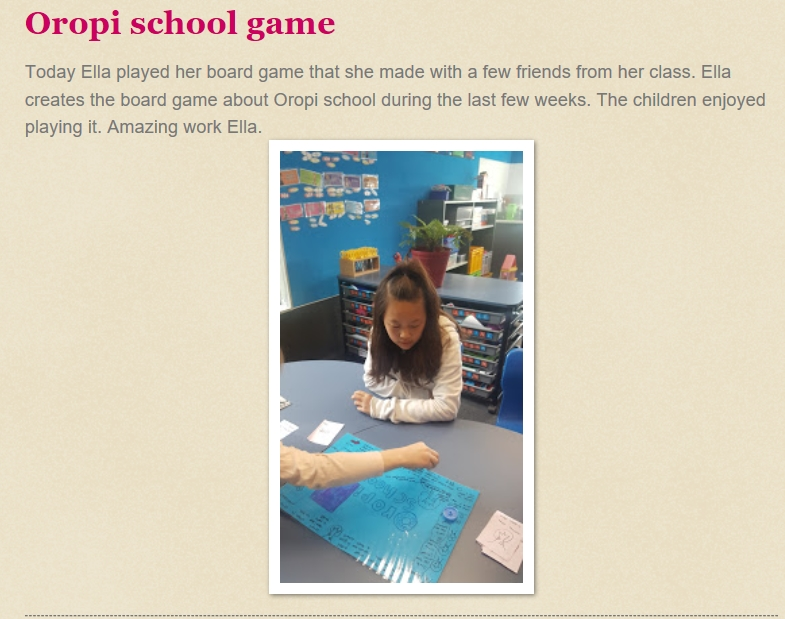 Oropi school game
Today Ella played her board game that she made with a few friends from her class. Ella
creates the board game about Oropi school during the last few weeks. The children enjoyed
playing it. Amazing work Ella.